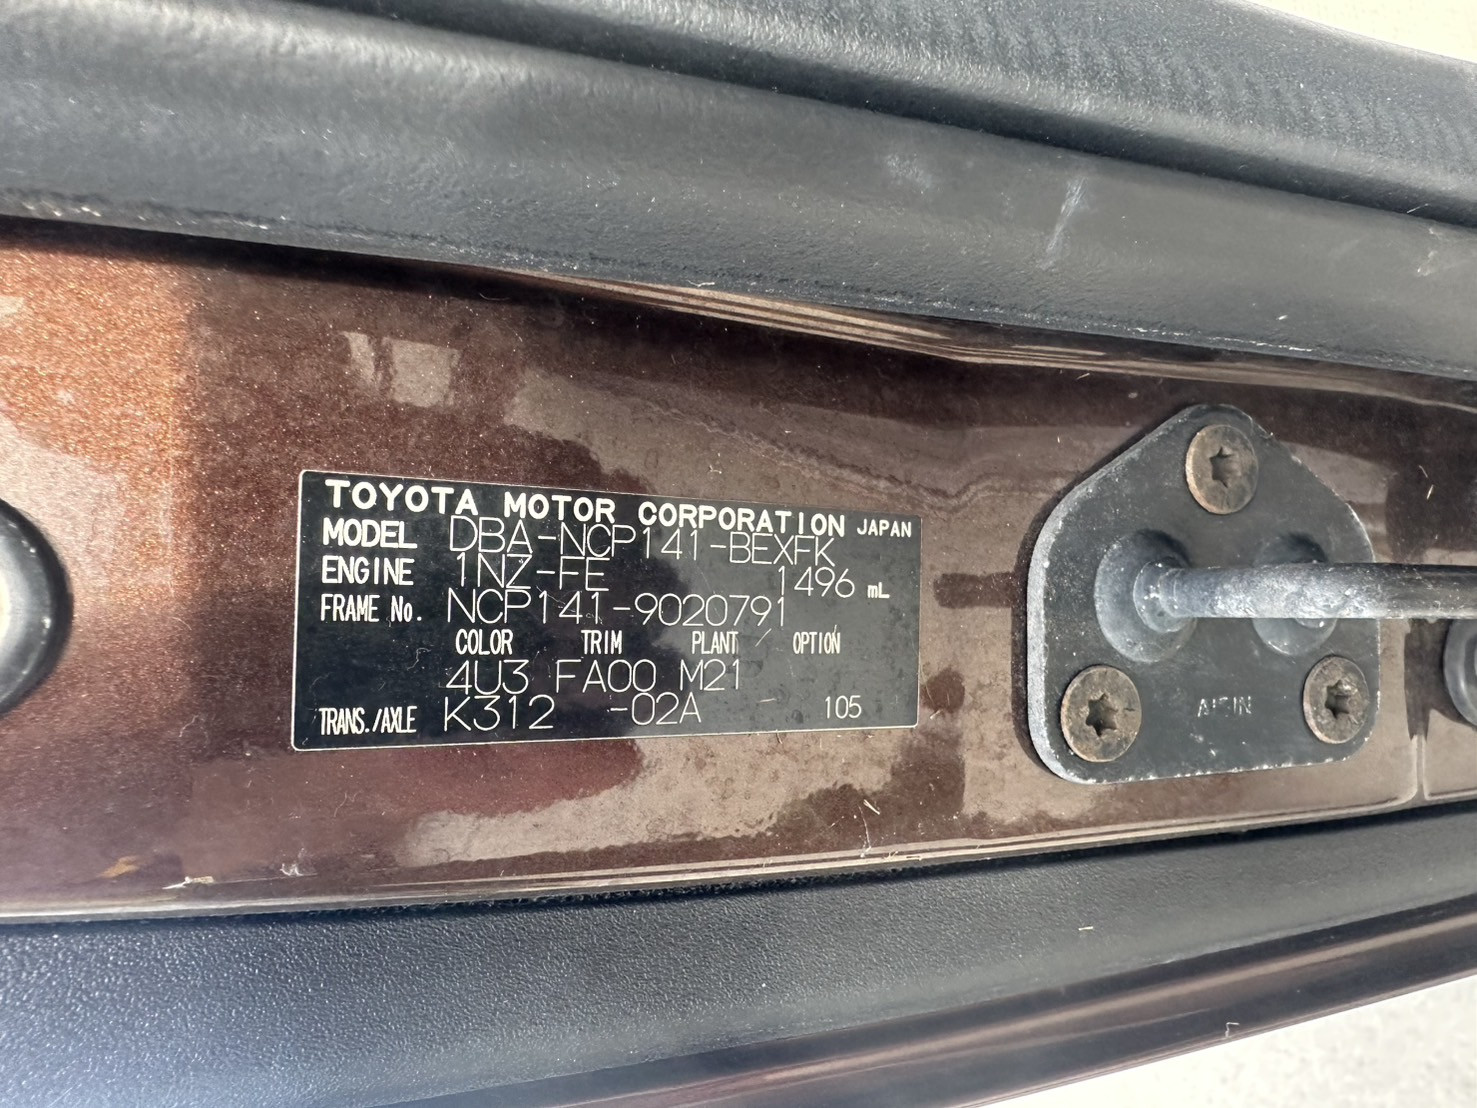 TOYOTA MOTOR CORPORATION JAPAN
MODEL DBA-NCP141-BEXFK
ENGINE 1NZ-FE 1496 mL
FRAME No. NCP141-9020791
COLOR TRIM PLANT OPTION
4U3 FA00 M21
TRANS./AXLE K312 -02A - 105
AISIN